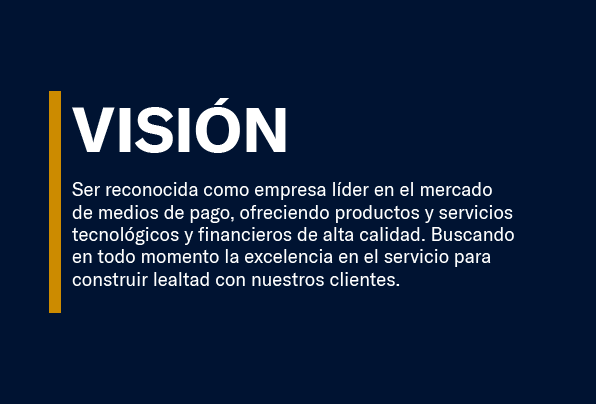 VISIÓN
Ser reconocida como empresa líder en el mercado
de medios de pago, ofreciendo productos y servicios
tecnológicos y financieros de alta calidad. Buscando
en todo momento la excelencia en el servicio para
construir lealtad con nuestros clientes.